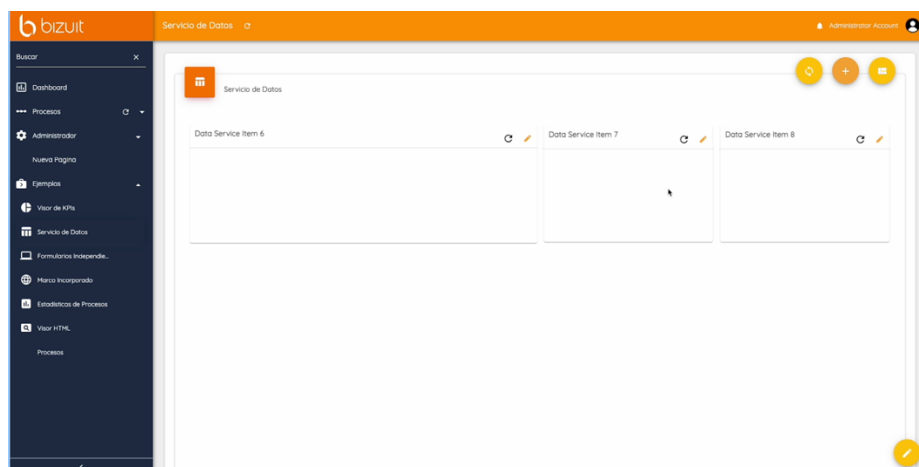 bizuit
Servicio de Datos
Administrator Account
Buscar
Dashboard
Procesos
Administrador
Nueva Pagina
Ejemplos
Visor de KPIs
Servicio de Datos
Formularios Independie...
Marco Incorporado
Estadísticas de Procesos
Visor HTML
Procesos
Servicio de Datos
Data Service Item 6
Data Service Item 7
Data Service Item 8